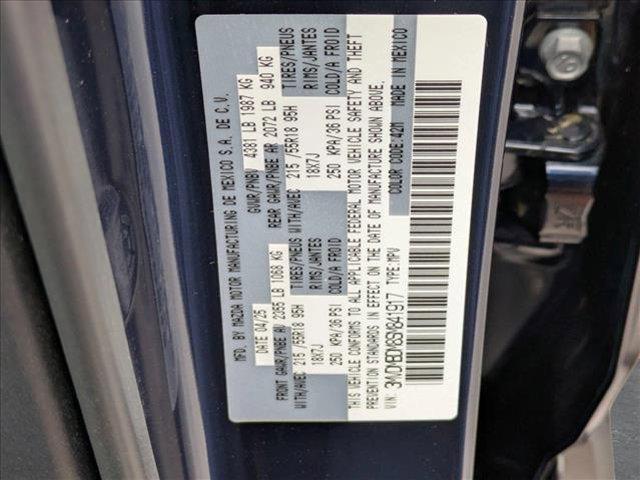 MFD. BY MAZDA MOTOR MANUFACTURING DE MEXICO S.A. DE C.V.
DATE 04/25 GVWR/PNBV 4381 LB 1987 KG
FRONT GAWR/PNBE AV 2355 LB 1068 KG REAR GAWR/PNBE AR 2072 LB 940 KG
WITH/AVEC 215/55R18 95H TIRES/PNEUS WITH/AVEC 215/55R18 95H TIRES/PNEUS
18X7J RIMS/JANTES 18X7J RIMS/JANTES
250 KPA/36 PSI COLD/A FROID 250 KPA/36 PSI COLD/A FROID
THIS VEHICLE CONFORMS TO ALL APPLICABLE FEDERAL MOTOR VEHICLE SAFETY AND THEFT
PREVENTION STANDARDS IN EFFECT ON THE DATE OF MANUFACTURE SHOWN ABOVE.
VIN: TYPE:MPV COLOR CODE:42M MADE IN MEXICO